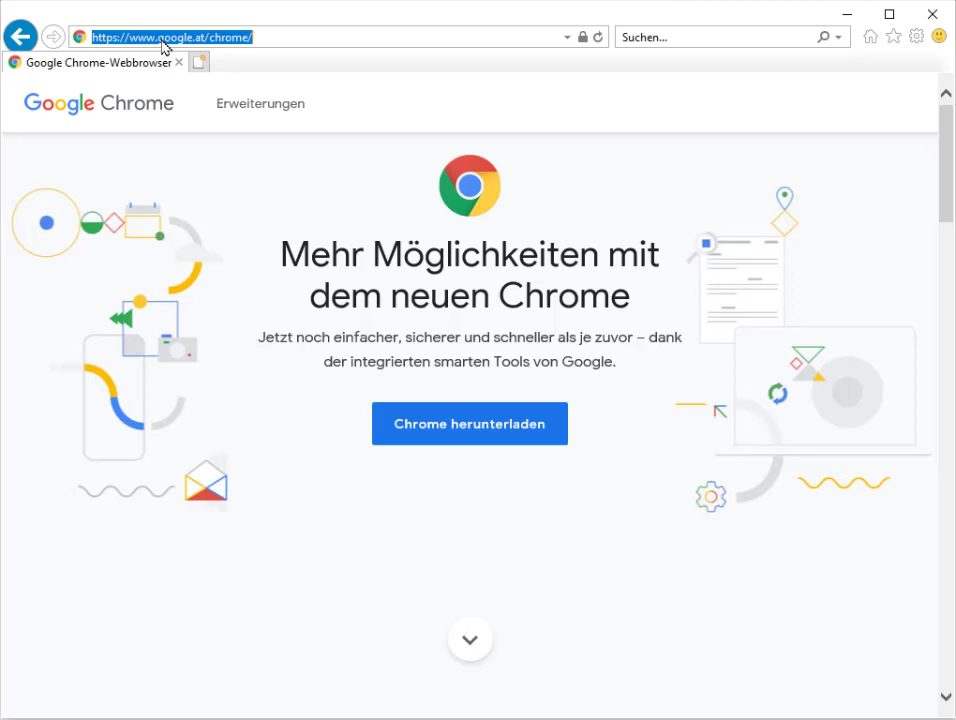 https://www.google.at/chrome/
Suchen...
Google Chrome-Webbrowser
Google Chrome
Erweiterungen
Mehr Möglichkeiten mit
dem neuen Chrome
Jetzt noch einfacher, sicherer und schneller als je zuvor – dank
der integrierten smarten Tools von Google.
Chrome herunterladen